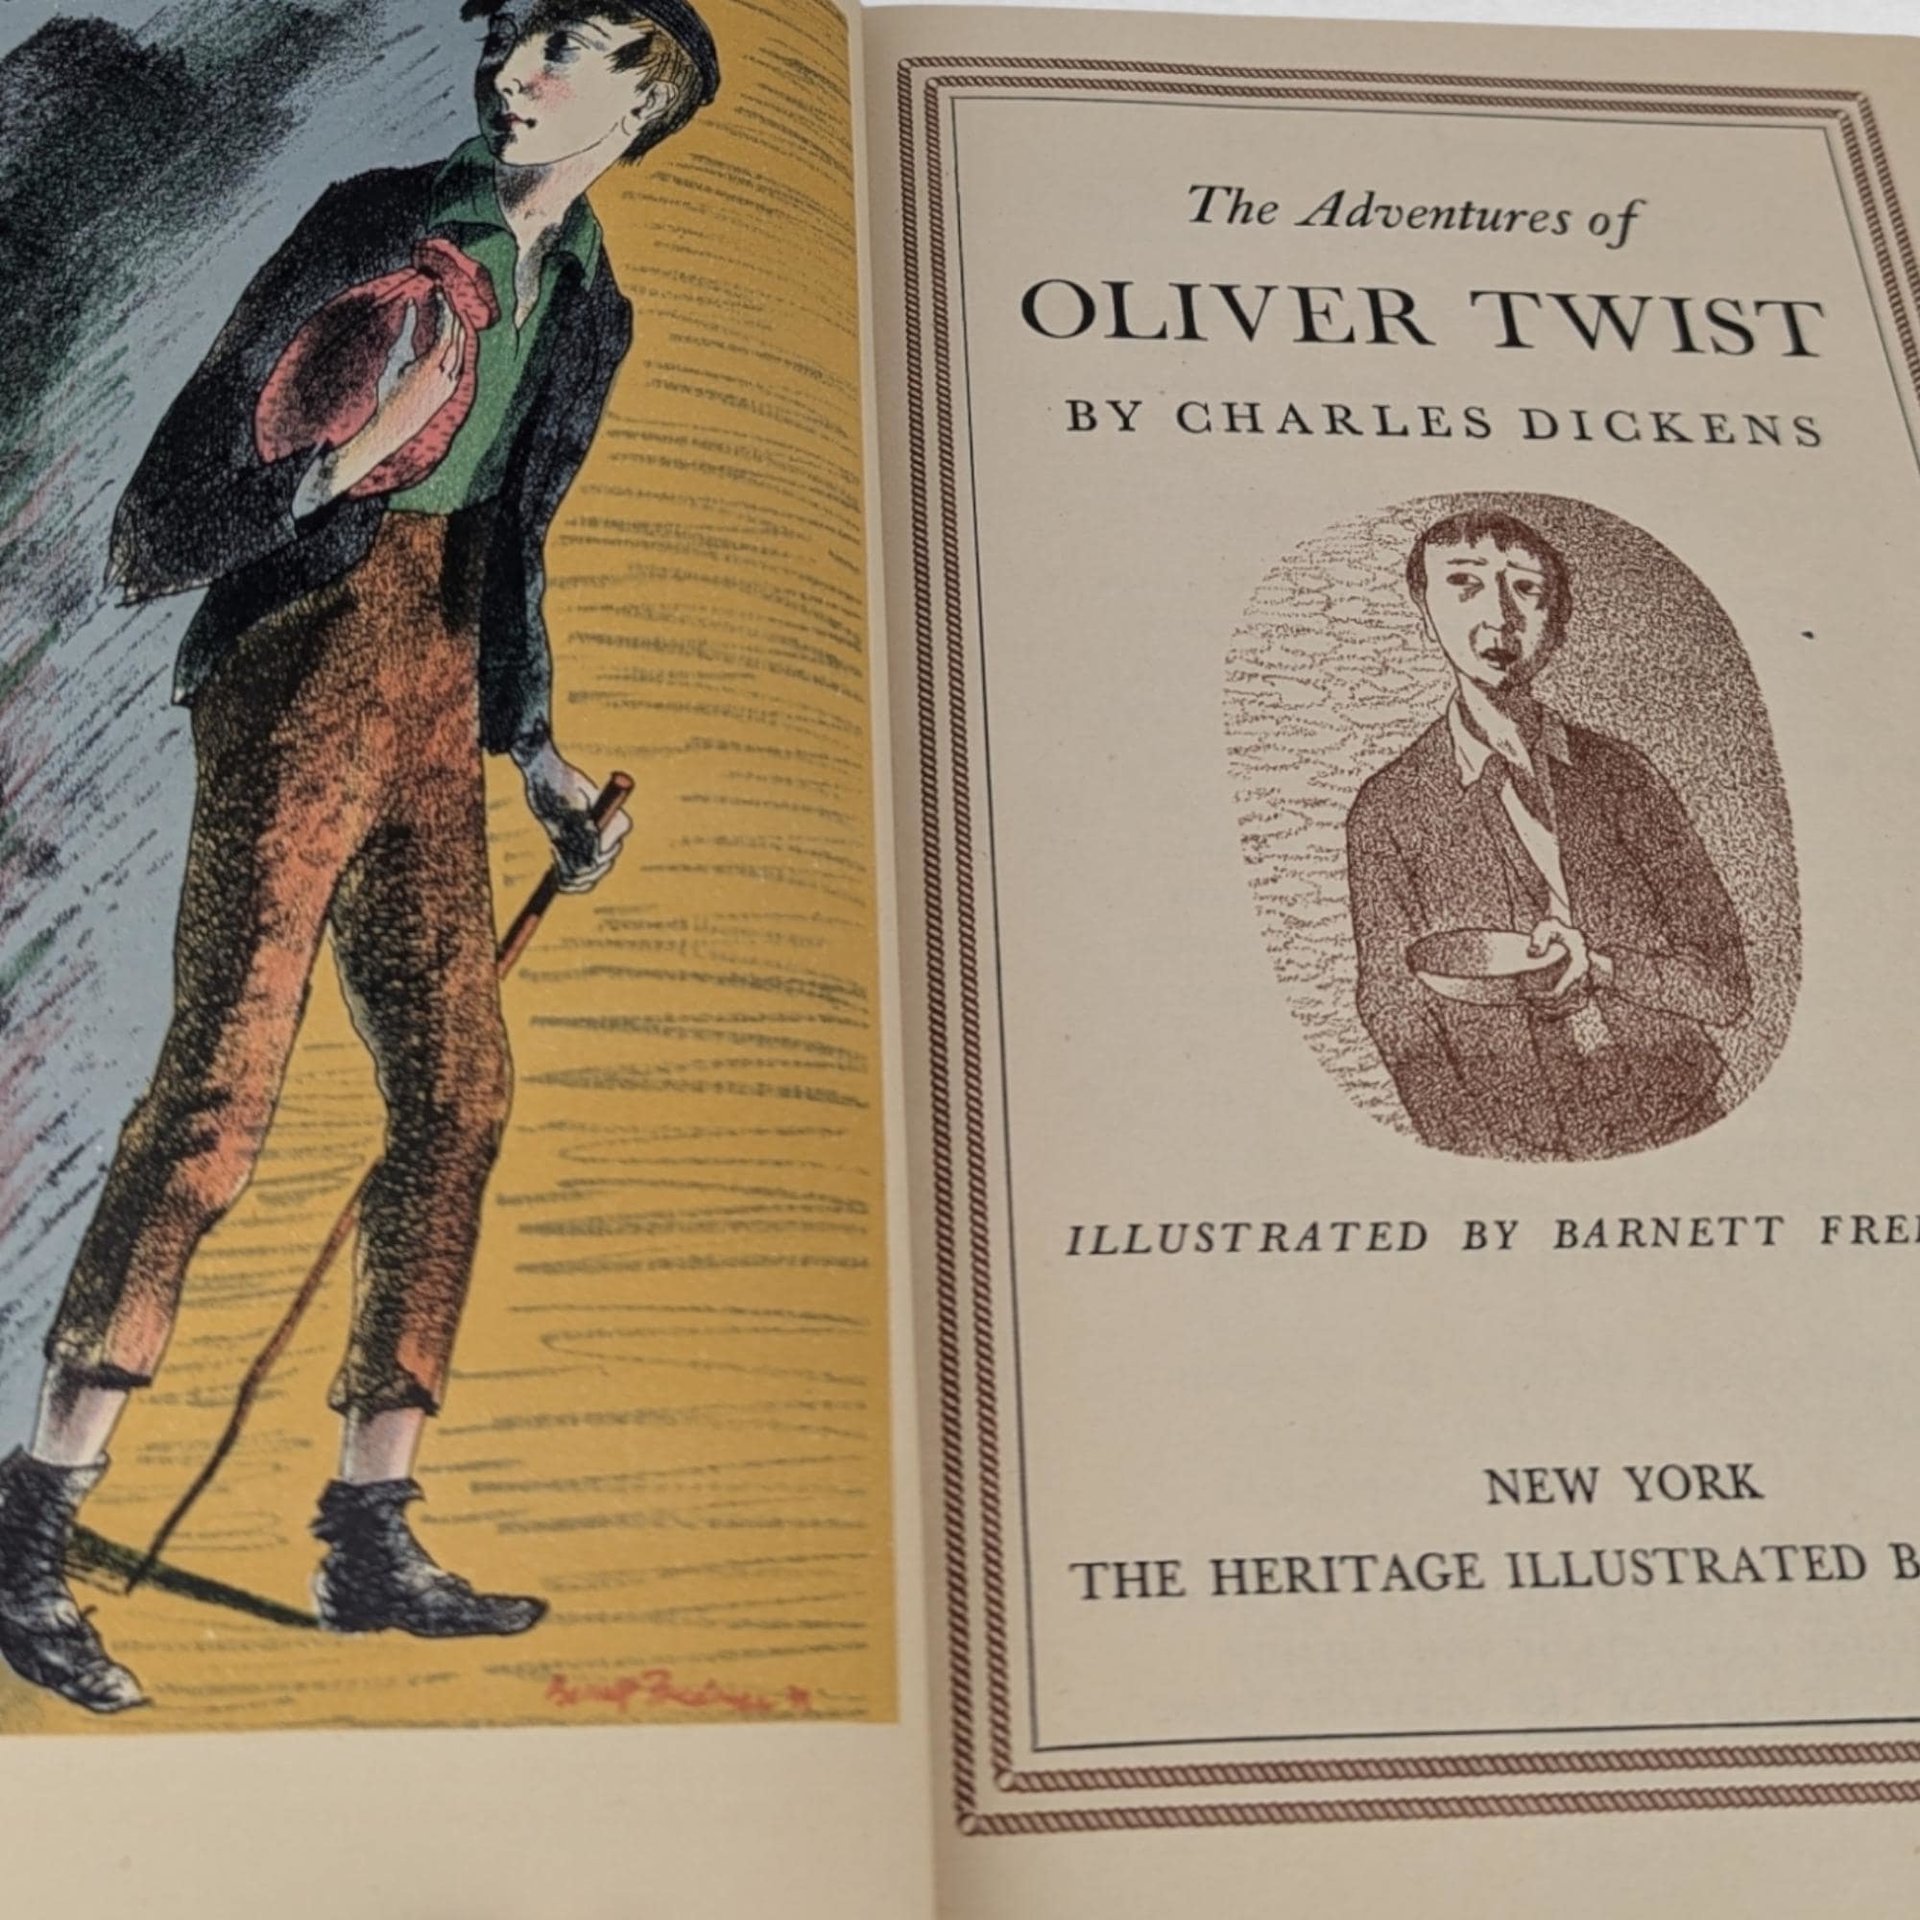 The Adventures of
OLIVER TWIST
BY CHARLES DICKENS
ILLUSTRATED BY BARNETT
NEW YORK
THE HERITAGE ILLUSTRATED